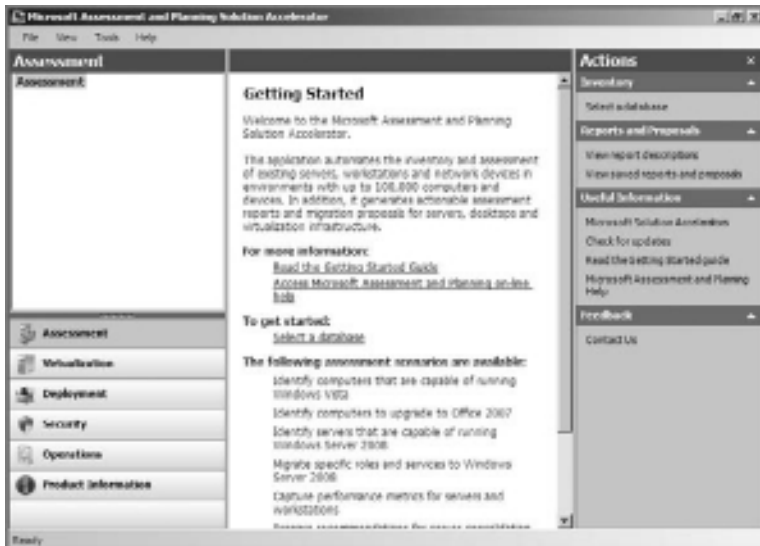 Microsoft Assessment and Planning Solution Accelerator
File View Tools Help
Assessment
Assessment
Assessment
Virtualization
Deployment
Security
Operations
Product Information
Getting Started
Welcome to the Microsoft Assessment and Planning
Solution Accelerator.
This application automates the inventory and assessment
of existing servers, workstations and network devices in
environments with up to 100,000 computers and
devices. In addition, it generates actionable assessment
reports and migration proposals for servers, desktops and
virtualization infrastructure.
For more information:
Read the Getting Started Guide
Access Microsoft Assessment and Planning on-line
help
To get started:
Select a database
The following assessment scenarios are available:
Identify computers that are capable of running
Windows Vista
Identify computers to upgrade to Office 2007
Identify servers that are capable of running
Windows Server 2008
Migrate specific roles and services to Windows
Server 2008
Capture performance metrics for servers and
workstations
Prepare recommendations for server consolidation
Actions
Inventory
Select a database
Reports and Proposals
View report descriptions
View saved reports and proposals
Useful Information
Microsoft Solution Accelerators
Check for updates
Read the Getting Started guide
Microsoft Assessment and Planning
Help
Feedback
Contact Us
Ready